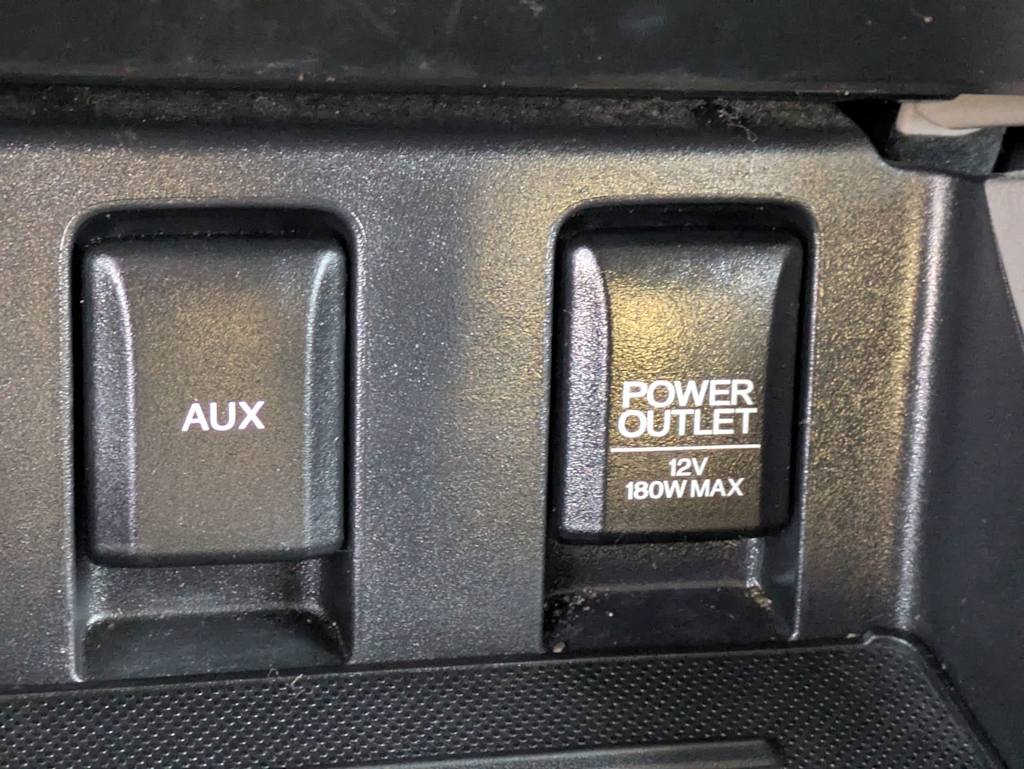 AUX
POWER
OUTLET
12V
180W MAX